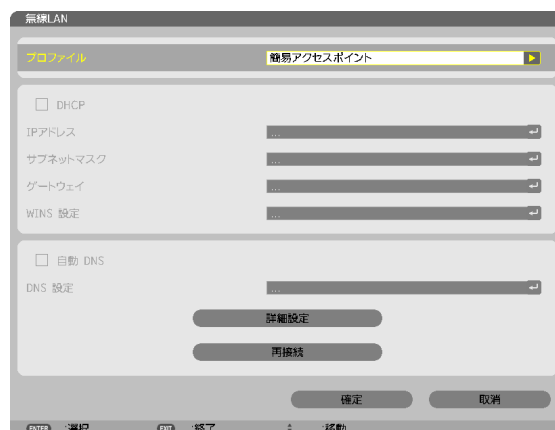 無線LAN
プロファイル 簡易アクセスポイント
DHCP
IPアドレス ...
サブネットマスク ...
ゲートウェイ ...
WINS 設定 ...
自動 DNS
DNS 設定 ...
詳細設定
再接続
確定 取消
ENTER :選択 EXIT :終了 :移動